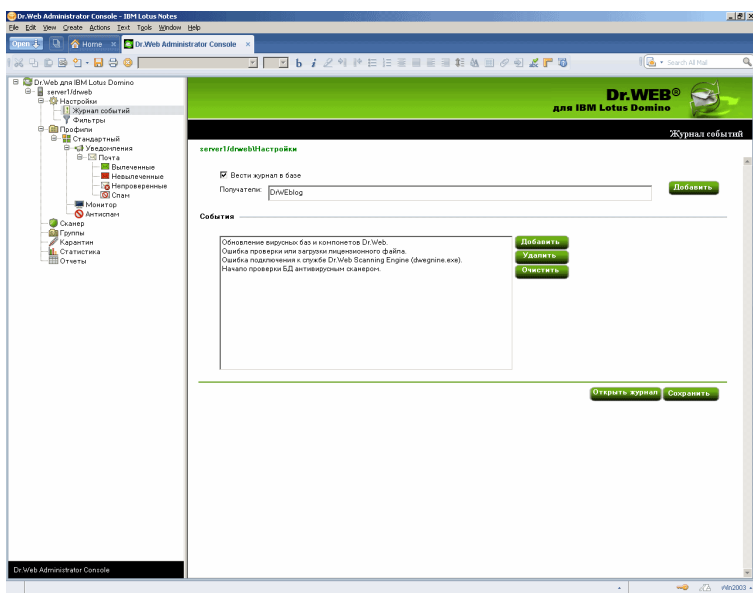 Dr.Web Administrator Console - IBM Lotus Notes
File Edit View Create Actions Text Tools Window Help
Open Home Dr.Web Administrator Console
Search All Mail
Dr.Web для IBM Lotus Domino
server1/drweb
Настройки
Журнал событий
Фильтры
Профили
Стандартный
Уведомления
Почта
Вылеченные
Невылеченные
Непроверенные
Спам
Монитор
Антиспам
Сканер
Группы
Карантин
Статистика
Отчеты
Dr.Web Administrator Console
Dr.WEB®
для IBM Lotus Domino
Журнал событий
server1/drweb\Настройки
Вести журнал в базе
Получатели: DrWEblog Добавить
События
Обновление вирусных баз и компонетов Dr.Web.
Ошибка проверки или загрузки лицензионного файла.
Ошибка подключения к службе Dr.Web Scanning Engine (dwegnine.exe).
Начало проверки БД антивирусным сканером.
Добавить
Удалить
Очистить
Открыть журнал Сохранить
Win2003